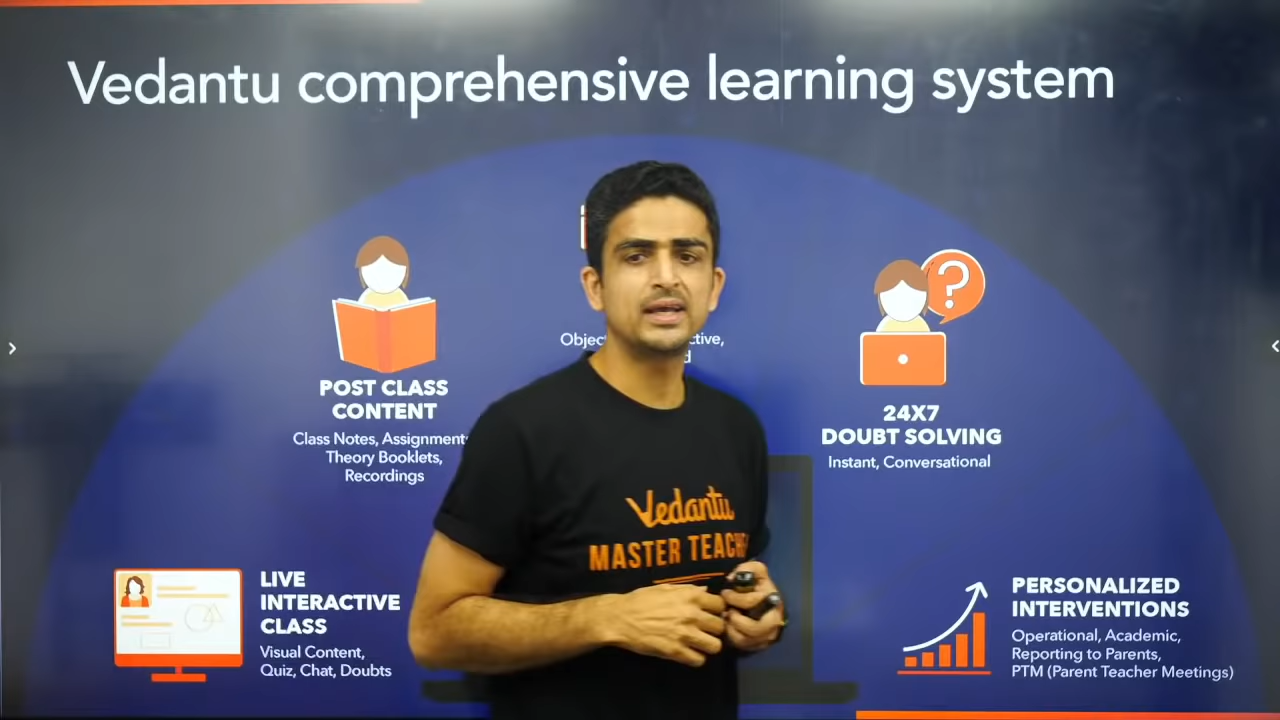 Vedantu comprehensive learning system
POST CLASS
CONTENT
Class Notes, Assignment
Theory Booklets,
Recordings
24X7
DOUBT SOLVING
Instant, Conversational
LIVE
INTERACTIVE
CLASS
Visual Content,
Quiz, Chat, Doubts
PERSONALIZED
INTERVENTIONS
Operational, Academic,
Reporting to Parents,
PTM (Parent Teacher Meetings)
Vedantu
MASTER TEACH